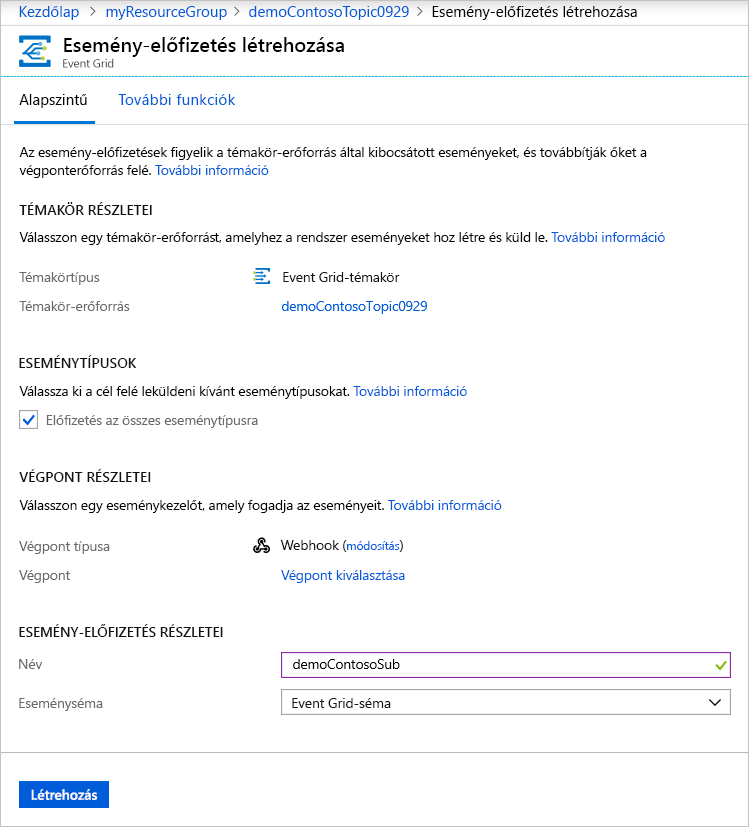 Kezdőlap > myResourceGroup > demoContosoTopic0929 > Esemény-előfizetés létrehozása
Esemény-előfizetés létrehozása
Event Grid
Alapszintű További funkciók
Az esemény-előfizetések figyelik a témakör-erőforrás által kibocsátott eseményeket, és továbbítják őket a
végponterőforrás felé. További információ
TÉMAKÖR RÉSZLETEI
Válasszon egy témakör-erőforrást, amelyhez a rendszer eseményeket hoz létre és küld le. További információ
Témakörtípus Event Grid-témakör
Témakör-erőforrás demoContosoTopic0929
ESEMÉNYTÍPUSOK
Válassza ki a cél felé leküldeni kívánt eseménytípusokat. További információ
Előfizetés az összes eseménytípusra
VÉGPONT RÉSZLETEI
Válasszon egy eseménykezelőt, amely fogadja az eseményeit. További információ
Végpont típusa Webhook (módosítás)
Végpont Végpont kiválasztása
ESEMÉNY-ELŐFIZETÉS RÉSZLETEI
Név demoContosoSub
Eseményséma Event Grid-séma
Létrehozás